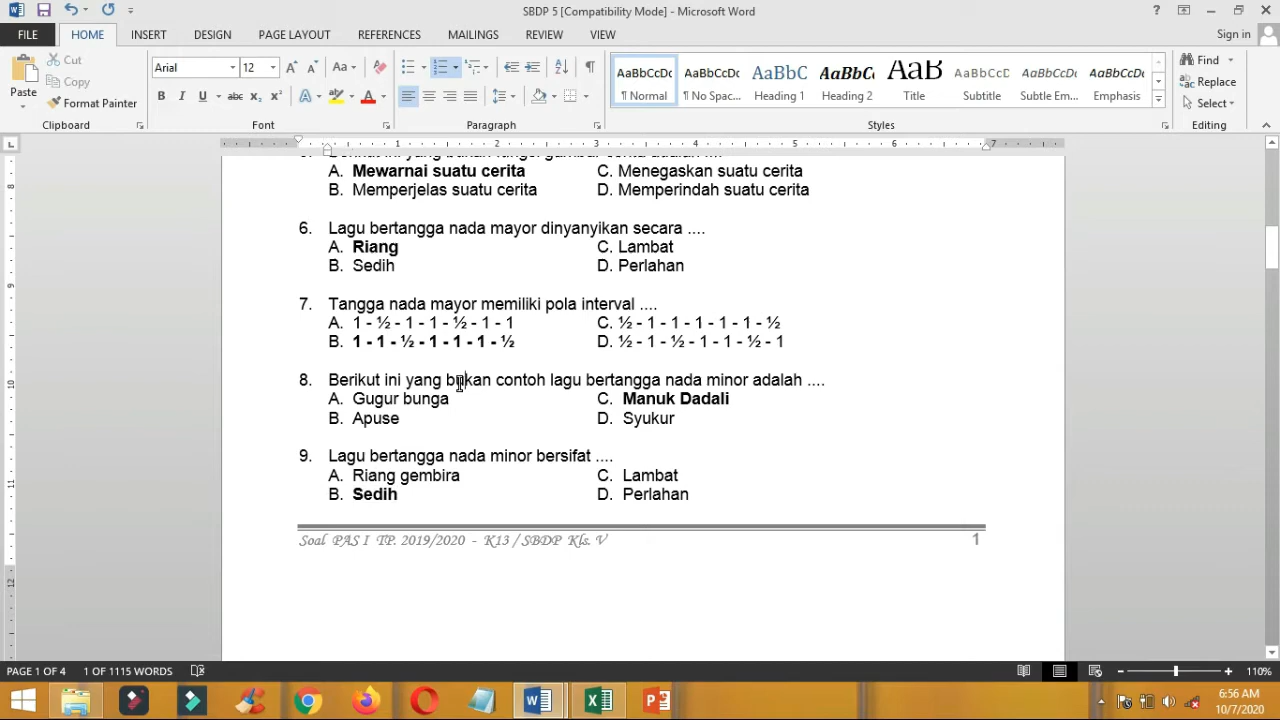 SBDP 5 [Compatibility Mode] - Microsoft Word
FILE HOME INSERT DESIGN PAGE LAYOUT REFERENCES MAILINGS REVIEW VIEW Sign in
Cut
Copy
Format Painter
Paste
Clipboard
Arial 12
Font
Paragraph
AaBbCcDc AaBbCcDc AaBbC AaBbCc AaB AaBbCcD AaBbCcDc AaBbCcDc
¶ Normal ¶ No Spac... Heading 1 Heading 2 Title Subtitle Subtle Em... Emphasis
Styles
Find
Replace
Select
Editing
1 2 3 4 5 6 7
A. Mewarnai suatu cerita C. Menegaskan suatu cerita
B. Memperjelas suatu cerita D. Memperindah suatu cerita
6. Lagu bertangga nada mayor dinyanyikan secara ....
A. Riang C. Lambat
B. Sedih D. Perlahan
7. Tangga nada mayor memiliki pola interval ....
A. 1 - ½ - 1 - 1 - ½ - 1 - 1 C. ½ - 1 - 1 - 1 - 1 - 1 - ½
B. 1 - 1 - ½ - 1 - 1 - 1 - ½ D. ½ - 1 - ½ - 1 - 1 - ½ - 1
8. Berikut ini yang bukan contoh lagu bertangga nada minor adalah ....
A. Gugur bunga C. Manuk Dadali
B. Apuse D. Syukur
9. Lagu bertangga nada minor bersifat ....
A. Riang gembira C. Lambat
B. Sedih D. Perlahan
Soal PAS I TP. 2019/2020 - K13 / SBDP Kls. V 1
PAGE 1 OF 4 1 OF 1115 WORDS 110%
6:56 AM
10/7/2020